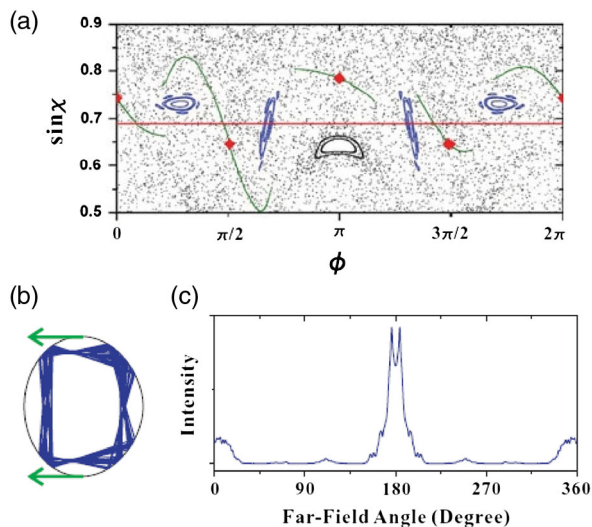 (a)
0.9
0.8
0.7
0.6
0.5
sinχ
0 π/2 π 3π/2 2π
ϕ
(b)
(c)
Intensity
0 90 180 270 360
Far-Field Angle (Degree)